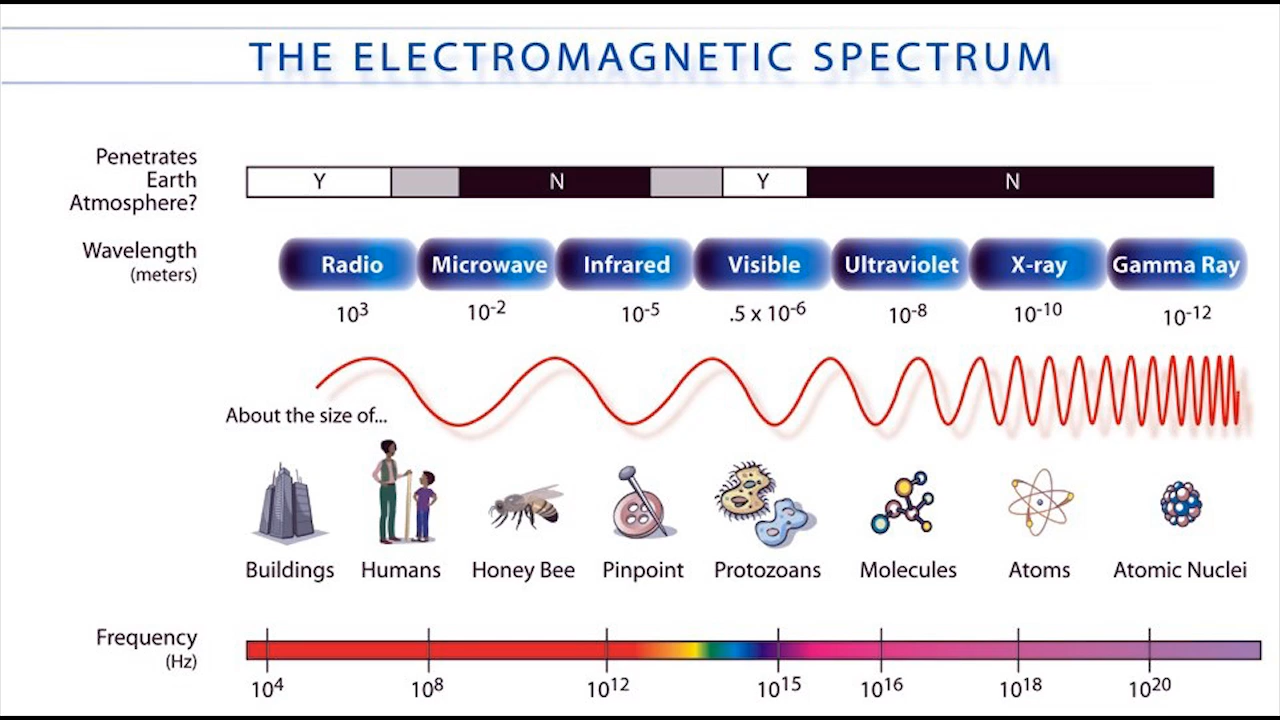 THE ELECTROMAGNETIC SPECTRUM
Penetrates
Earth
Atmosphere?
Y N Y N
Wavelength
(meters)
Radio Microwave Infrared Visible Ultraviolet X-ray Gamma Ray
10³ 10⁻² 10⁻⁵ .5 x 10⁻⁶ 10⁻⁸ 10⁻¹⁰ 10⁻¹²
About the size of...
Buildings Humans Honey Bee Pinpoint Protozoans Molecules Atoms Atomic Nuclei
Frequency
(Hz)
10⁴ 10⁸ 10¹² 10¹⁵ 10¹⁶ 10¹⁸ 10²⁰